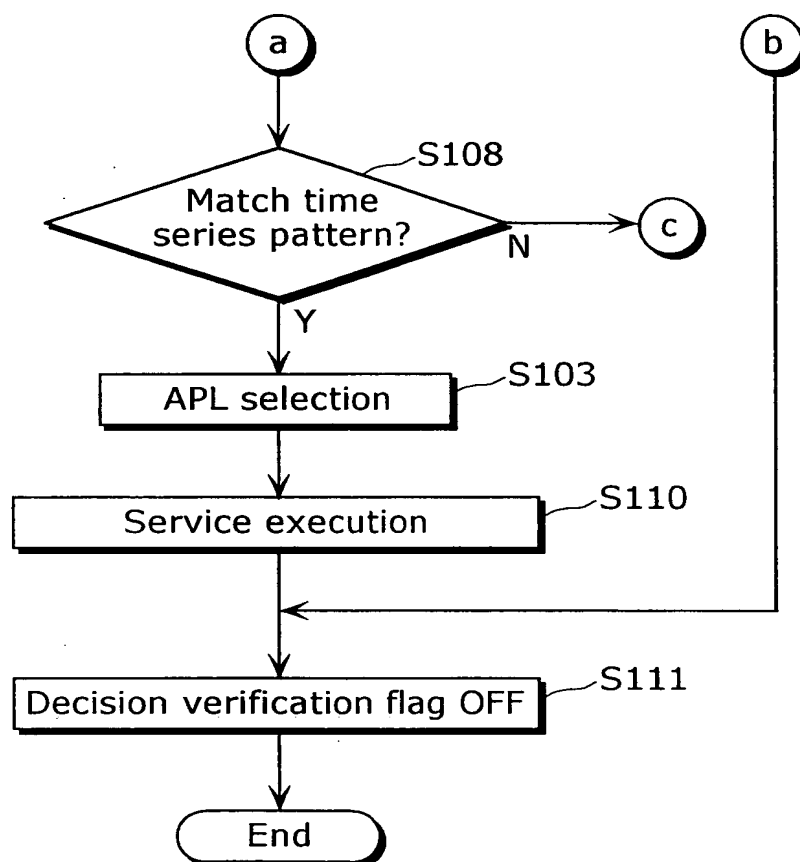 a
b
S108
Match time
series pattern?
N
c
Y
S103
APL selection
S110
Service execution
S111
Decision verification flag OFF
End